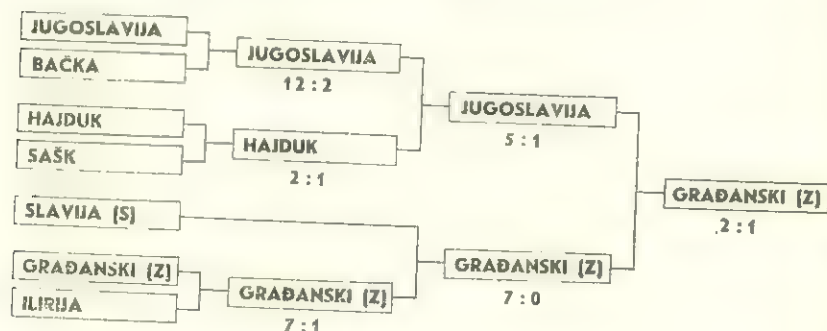 JUGOSLAVIJA
BAČKA
JUGOSLAVIJA
12 : 2
HAJDUK
SAŠK
HAJDUK
2 : 1
JUGOSLAVIJA
5 : 1
SLAVIJA (S)
GRAĐANSKI (Z)
ILIRIJA
GRAĐANSKI (Z)
7 : 1
GRAĐANSKI (Z)
7 : 0
GRAĐANSKI (Z)
2 : 1